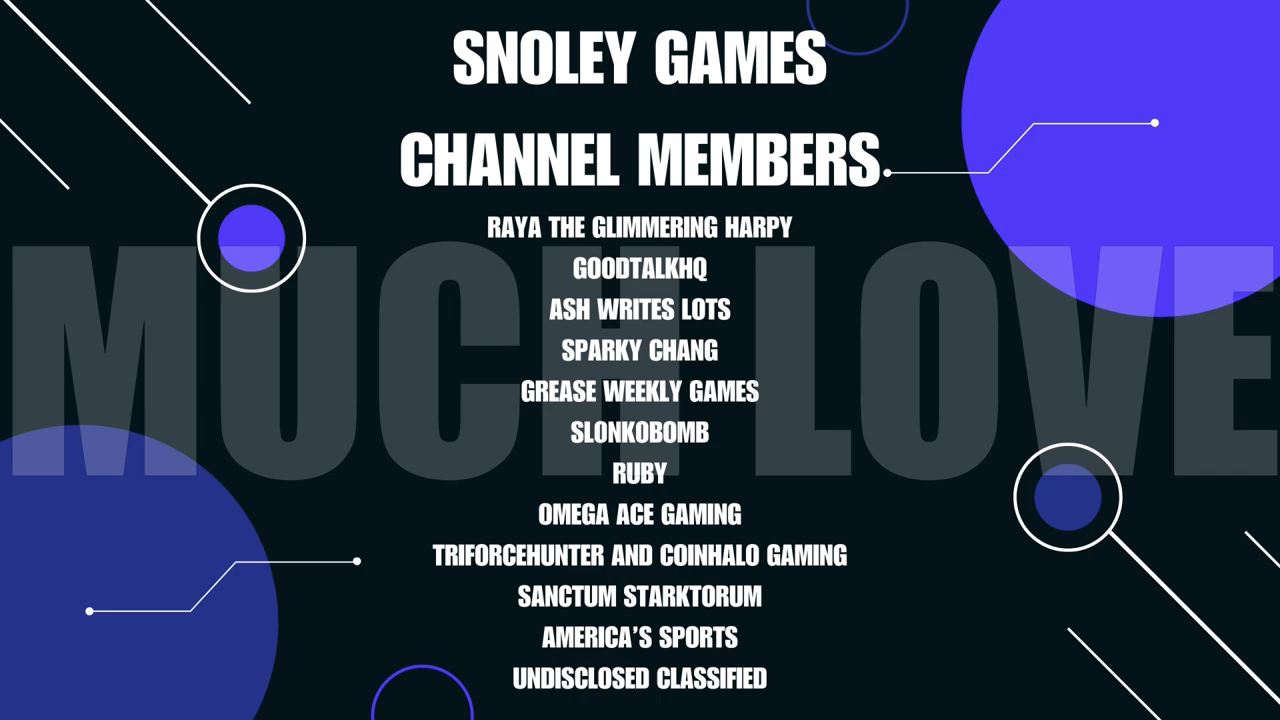 SNOLEY GAMES
CHANNEL MEMBERS
RAYA THE GLIMMERING HARPY
MUCH LOVE
GOODTALKHQ
ASH WRITES LOTS
SPARKY CHANG
GREASE WEEKLY GAMES
SLONKOBOMB
RUBY
OMEGA ACE GAMING
TRIFORCEHUNTER AND COINHALO GAMING
SANCTUM STARKTORUM
AMERICA'S SPORTS
UNDISCLOSED CLASSIFIED